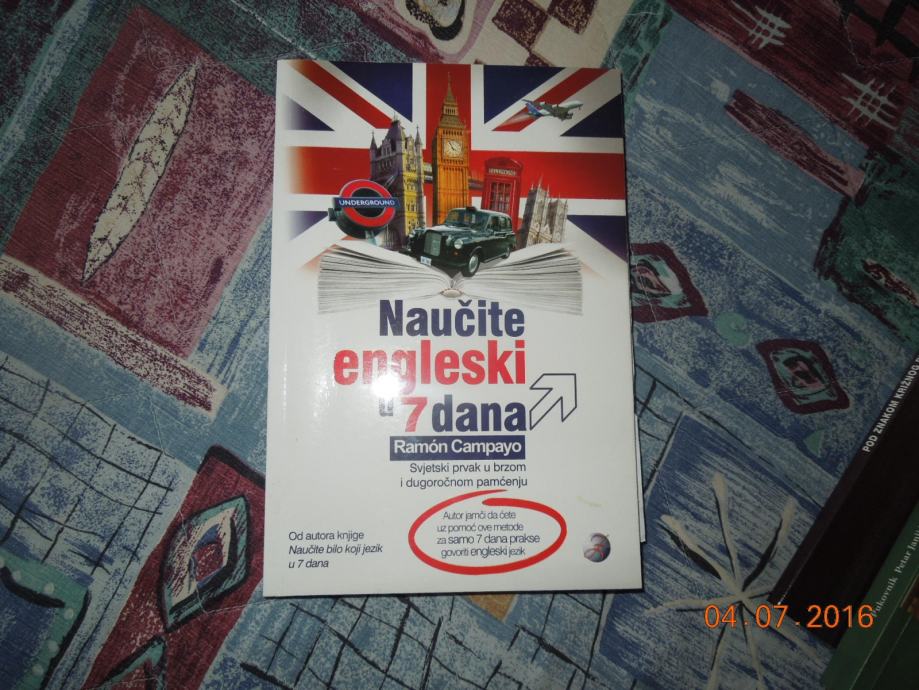 UNDERGROUND
Naučite
engleski
u 7 dana
Ramón Campayo
Svjetski prvak u brzom
i dugoročnom pamćenju
Autor jamči da ćete
uz pomoć ove metode
za samo 7 dana prakse
govoriti engleski jezik
Od autora knjige
Naučite bilo koji jezik
u 7 dana
POD ZNAKOM KRIŽNOG
Pukovnik Petar
04.07.2016